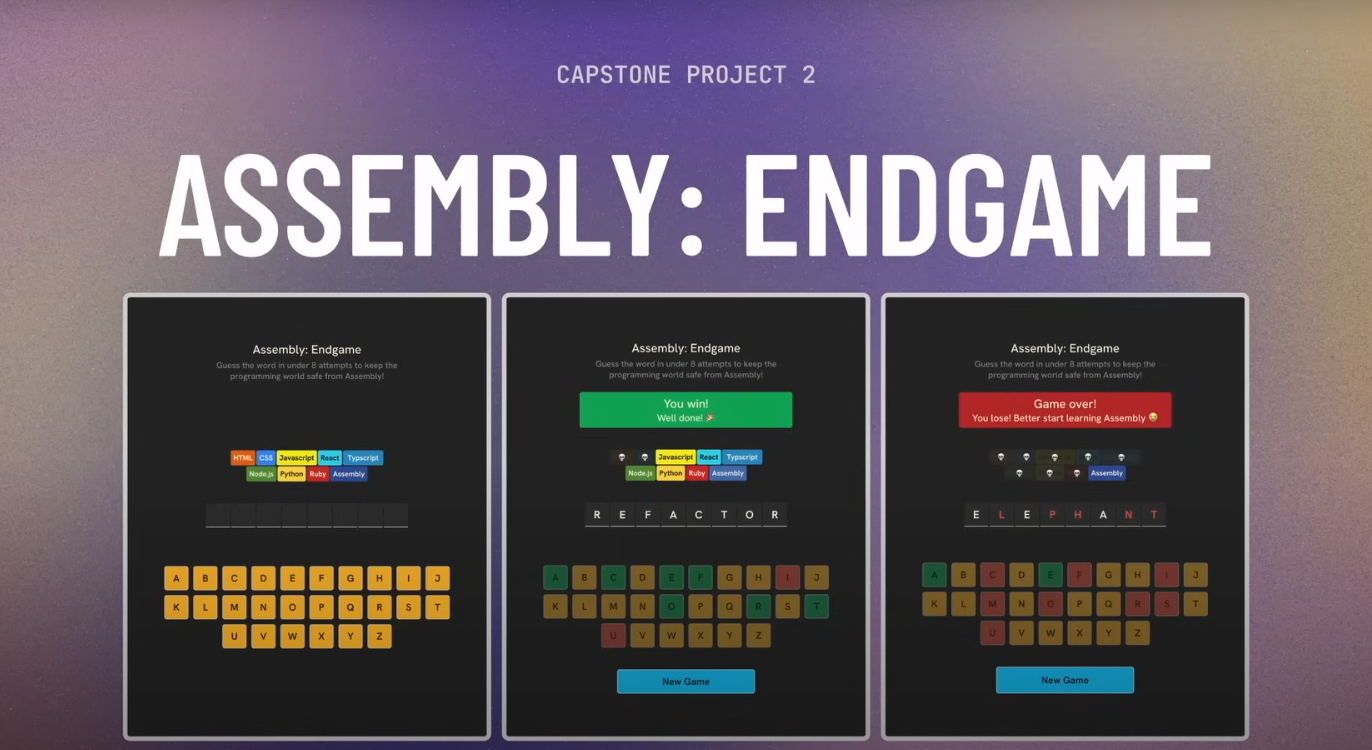 CAPSTONE PROJECT 2
ASSEMBLY: ENDGAME
Assembly: Endgame
Guess the word in under 8 attempts to keep the
programming world safe from Assembly!
HTML CSS Javascript React Typscript
Node.js Python Ruby Assembly
A B C D E F G H I J
K L M N O P Q R S T
U V W X Y Z
Assembly: Endgame
Guess the word in under 8 attempts to keep the
programming world safe from Assembly!
You win!
Well done! 🎉
Javascript React Typscript
Node.js Python Ruby Assembly
R E F A C T O R
A B C D E F G H I J
K L M N O P Q R S T
U V W X Y Z
New Game
Assembly: Endgame
Guess the word in under 8 attempts to keep the
programming world safe from Assembly!
Game over!
You lose! Better start learning Assembly 😭
Assembly
E L E P H A N T
A B C D E F G H I J
K L M N O P Q R S T
U V W X Y Z
New Game